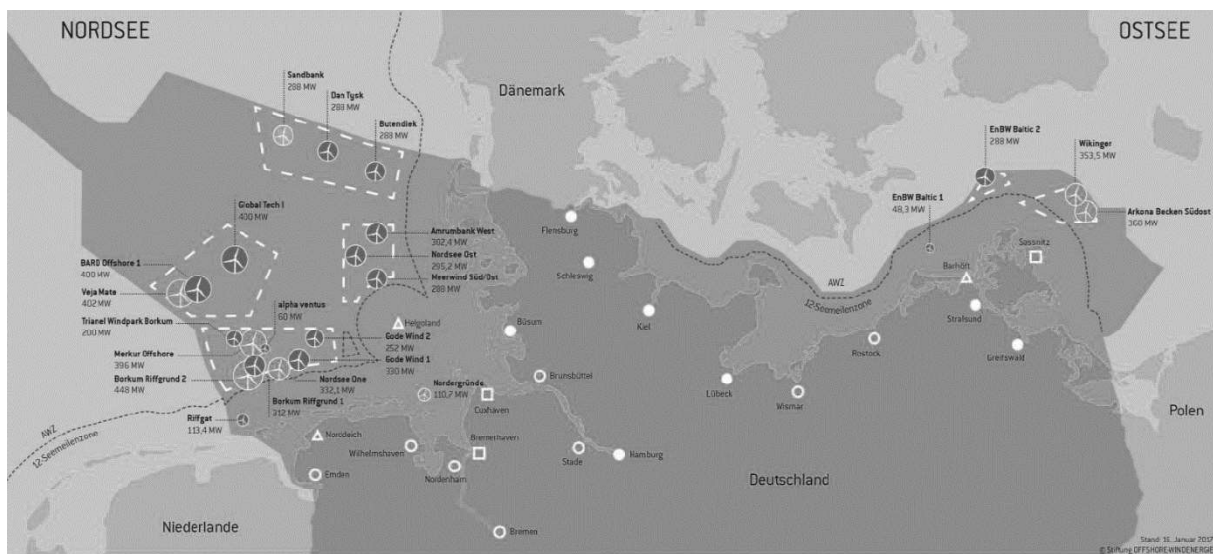 NORDSEE
OSTSEE
Sandbank
288 MW
Dan Tysk
288 MW
Butendiek
288 MW
Dänemark
EnBW Baltic 2
288 MW
Wikinger
353,5 MW
EnBW Baltic 1
48,3 MW
Arkona Becken Südost
Global Tech I
400 MW
Amrumbank West
302,4 MW
Nordsee Ost
295,2 MW
Meerwind Süd/Ost
288 MW
BARD Offshore 1
400 MW
Veja Mate
402 MW
alpha ventus
60 MW
Trianel Windpark Borkum
200 MW
Merkur Offshore
396 MW
Borkum Riffgrund 2
448 MW
Gode Wind 2
252 MW
Gode Wind 1
330 MW
Nordsee One
332,1 MW
Borkum Riffgrund 1
312 MW
Riffgat
113,4 MW
Nordergründe
110,7 MW
Helgoland
Flensburg
Schleswig
Kiel
Büsum
Brunsbüttel
Cuxhaven
Bremerhaven
Norddeich
Wilhelmshaven
Nordenham
Emden
Stade
Hamburg
Bremen
Lübeck
Wismar
Rostock
Barhöft
Sassnitz
Stralsund
Greifswald
AWZ
12-Seemeilenzone
AWZ
12-Seemeilenzone
Niederlande
Deutschland
Polen
Stand: 16. Januar 2017
© Stiftung OFFSHORE-WINDENERGIE